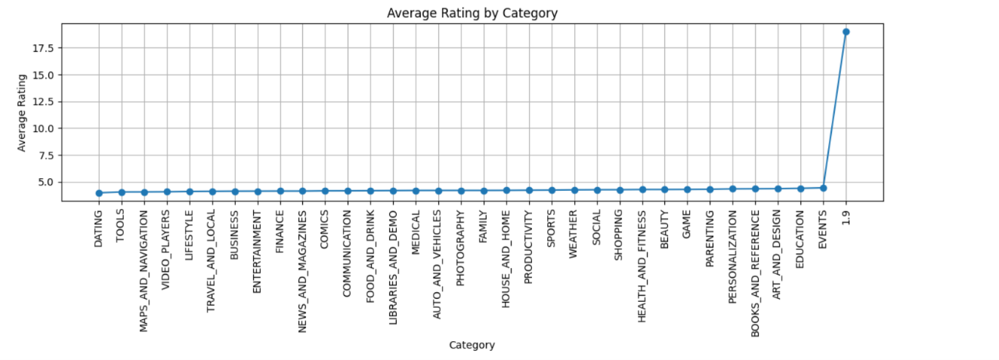 Average Rating by Category
Average Rating
17.5
15.0
12.5
10.0
7.5
5.0
DATING
TOOLS
MAPS_AND_NAVIGATION
VIDEO_PLAYERS
LIFESTYLE
TRAVEL_AND_LOCAL
BUSINESS
ENTERTAINMENT
FINANCE
NEWS_AND_MAGAZINES
COMICS
COMMUNICATION
FOOD_AND_DRINK
LIBRARIES_AND_DEMO
MEDICAL
AUTO_AND_VEHICLES
PHOTOGRAPHY
FAMILY
HOUSE_AND_HOME
PRODUCTIVITY
SPORTS
WEATHER
SOCIAL
SHOPPING
HEALTH_AND_FITNESS
BEAUTY
GAME
PARENTING
PERSONALIZATION
BOOKS_AND_REFERENCE
ART_AND_DESIGN
EDUCATION
EVENTS
1.9
Category